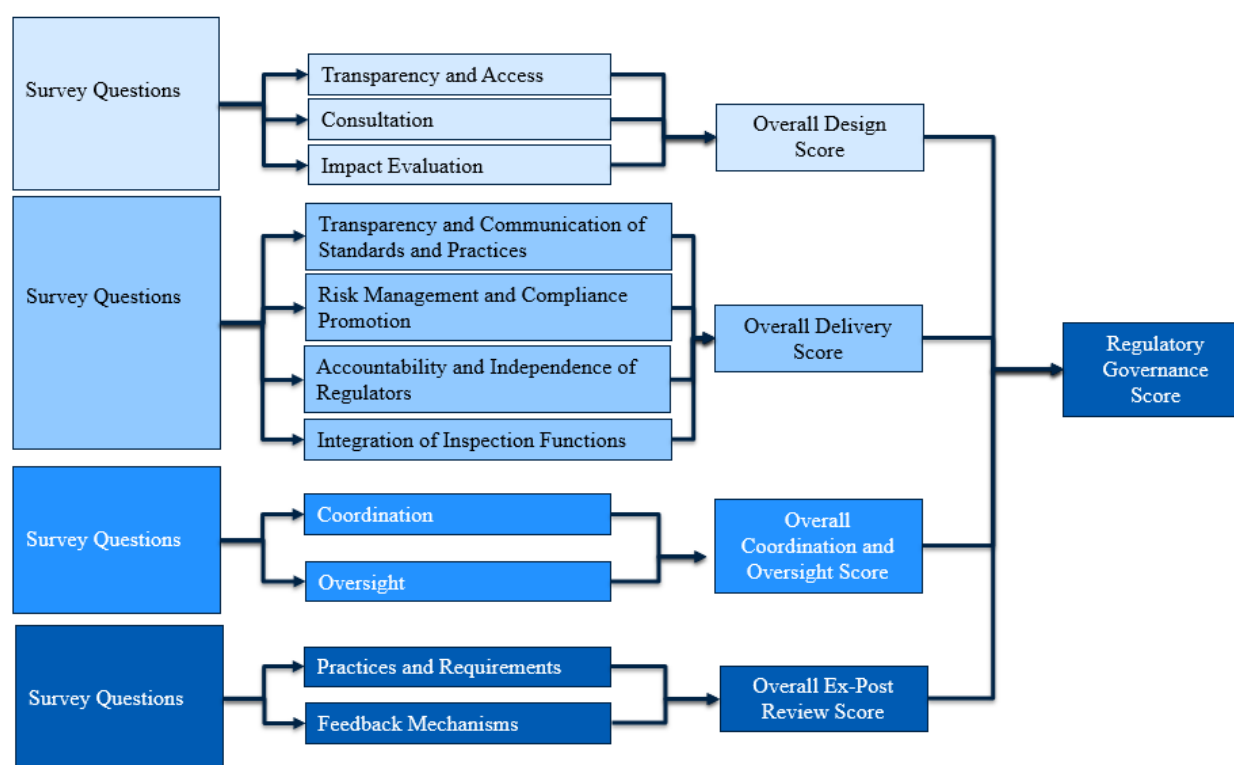 Survey Questions
Transparency and Access
Consultation
Impact Evaluation
Overall Design
Score
Survey Questions
Transparency and Communication of
Standards and Practices
Risk Management and Compliance
Promotion
Accountability and Independence of
Regulators
Integration of Inspection Functions
Overall Delivery
Score
Survey Questions
Coordination
Oversight
Overall
Coordination and
Oversight Score
Survey Questions
Practices and Requirements
Feedback Mechanisms
Overall Ex-Post
Review Score
Regulatory
Governance
Score